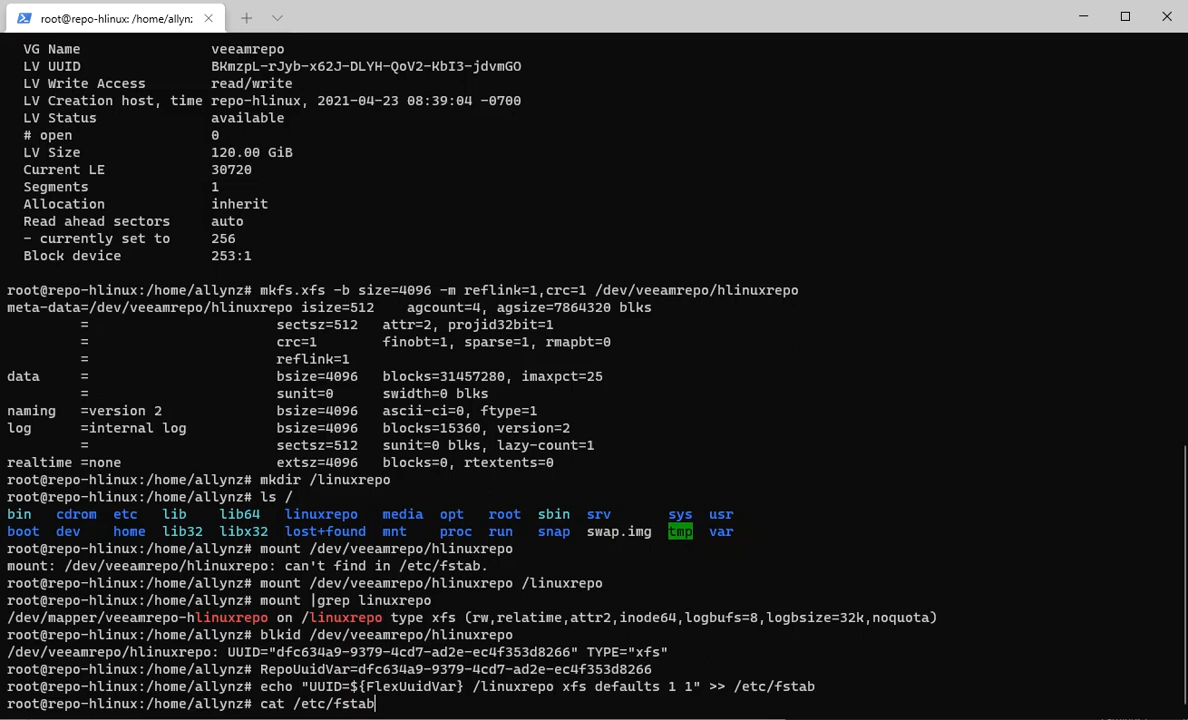 root@repo-hlinux: /home/allynz
VG Name                veeamrepo
LV UUID                BKmzpL-rJyb-x62J-DLYH-QoV2-KbI3-jdvmGO
LV Write Access        read/write
LV Creation host, time repo-hlinux, 2021-04-23 08:39:04 -0700
LV Status              available
# open                 0
LV Size                120.00 GiB
Current LE             30720
Segments               1
Allocation             inherit
Read ahead sectors     auto
- currently set to     256
Block device           253:1
root@repo-hlinux:/home/allynz# mkfs.xfs -b size=4096 -m reflink=1,crc=1 /dev/veeamrepo/hlinuxrepo
meta-data=/dev/veeamrepo/hlinuxrepo isize=512    agcount=4, agsize=7864320 blks
         =                       sectsz=512   attr=2, projid32bit=1
         =                       crc=1        finobt=1, sparse=1, rmapbt=0
         =                       reflink=1
data     =                       bsize=4096   blocks=31457280, imaxpct=25
         =                       sunit=0      swidth=0 blks
naming   =version 2              bsize=4096   ascii-ci=0, ftype=1
log      =internal log           bsize=4096   blocks=15360, version=2
         =                       sectsz=512   sunit=0 blks, lazy-count=1
realtime =none                   extsz=4096   blocks=0, rtextents=0
root@repo-hlinux:/home/allynz# mkdir /linuxrepo
root@repo-hlinux:/home/allynz# ls /
bin   cdrom  etc   lib    lib64   linuxrepo   media  opt   root  sbin  srv       sys  usr
boot  dev    home  lib32  libx32  lost+found  mnt    proc  run   snap  swap.img  tmp  var
root@repo-hlinux:/home/allynz# mount /dev/veeamrepo/hlinuxrepo
mount: /dev/veeamrepo/hlinuxrepo: can't find in /etc/fstab.
root@repo-hlinux:/home/allynz# mount /dev/veeamrepo/hlinuxrepo /linuxrepo
root@repo-hlinux:/home/allynz# mount |grep linuxrepo
/dev/mapper/veeamrepo-hlinuxrepo on /linuxrepo type xfs (rw,relatime,attr2,inode64,logbufs=8,logbsize=32k,noquota)
root@repo-hlinux:/home/allynz# blkid /dev/veeamrepo/hlinuxrepo
/dev/veeamrepo/hlinuxrepo: UUID="dfc634a9-9379-4cd7-ad2e-ec4f353d8266" TYPE="xfs"
root@repo-hlinux:/home/allynz# RepoUuidVar=dfc634a9-9379-4cd7-ad2e-ec4f353d8266
root@repo-hlinux:/home/allynz# echo "UUID=${FlexUuidVar} /linuxrepo xfs defaults 1 1" >> /etc/fstab
root@repo-hlinux:/home/allynz# cat /etc/fstab